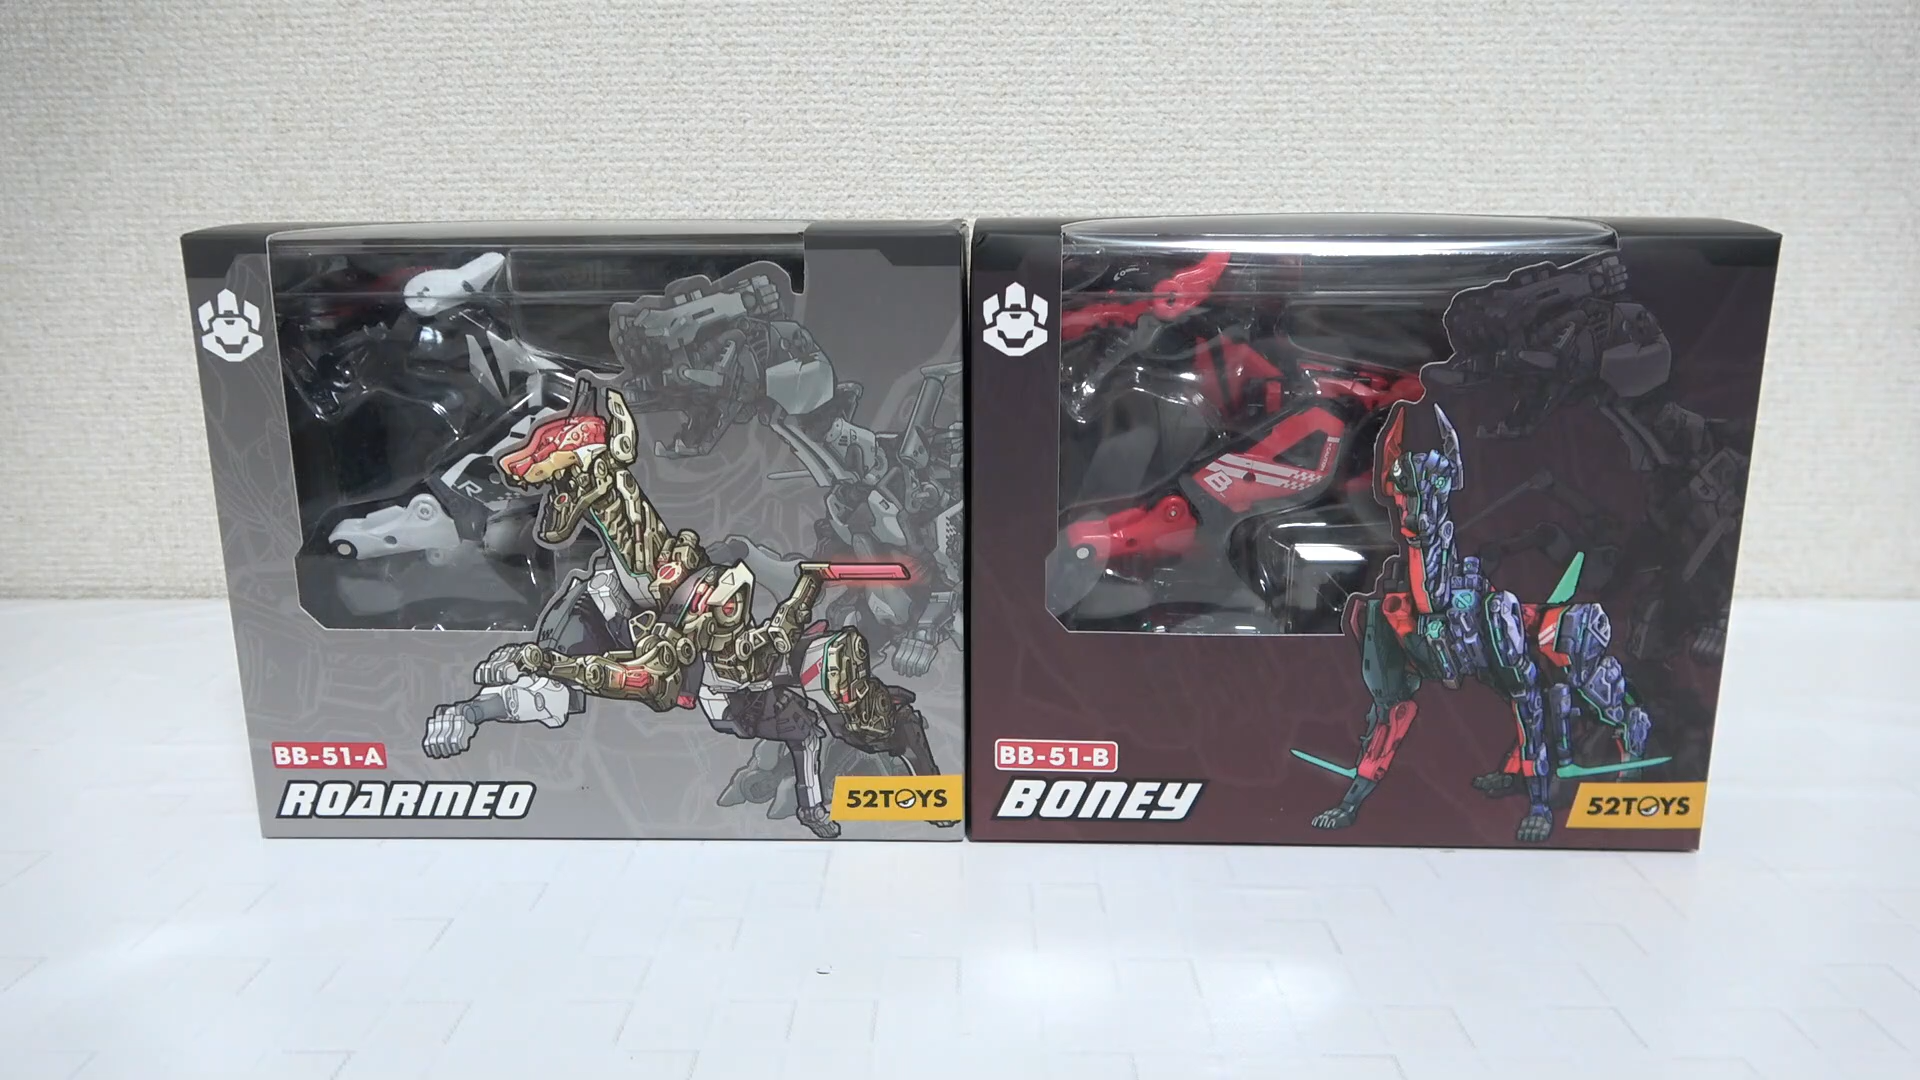 R
BB-51-A
ROARMEO
52TOYS
B
BB-51-B
BONEY
52TOYS